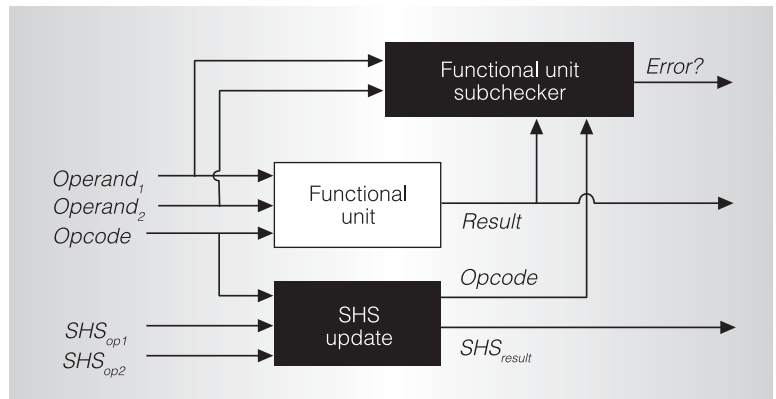 Functional unit
subchecker
Error?
Operand1
Operand2
Opcode
Functional
unit
Result
Opcode
SHS
update
SHSop1
SHSop2
SHSresult